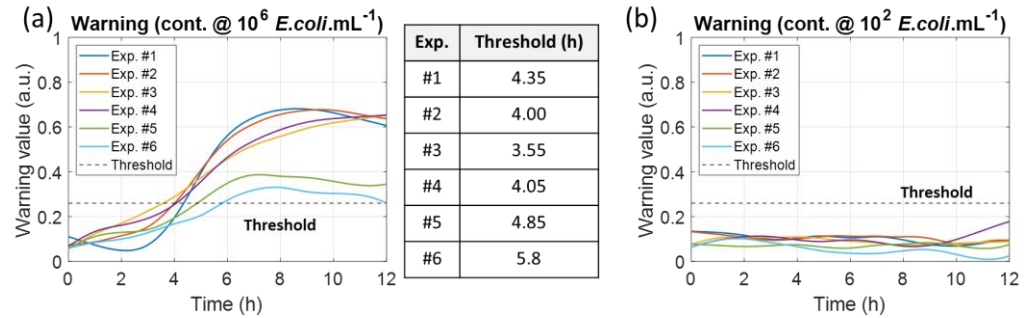 (a) Warning (cont. @ 10⁶ E.coli.mL⁻¹)
Warning value (a.u.)
1
0.8
0.6
0.4
0.2
0
Exp. #1
Exp. #2
Exp. #3
Exp. #4
Exp. #5
Exp. #6
Threshold
Threshold
0 2 4 6 8 10 12
Time (h)
Exp. Threshold (h)
#1 4.35
#2 4.00
#3 3.55
#4 4.05
#5 4.85
#6 5.8
(b) Warning (cont. @ 10² E.coli.mL⁻¹)
Warning value (a.u.)
1
0.8
0.6
0.4
0.2
0
Exp. #1
Exp. #2
Exp. #3
Exp. #4
Exp. #5
Exp. #6
Threshold
Threshold
0 2 4 6 8 10 12
Time (h)